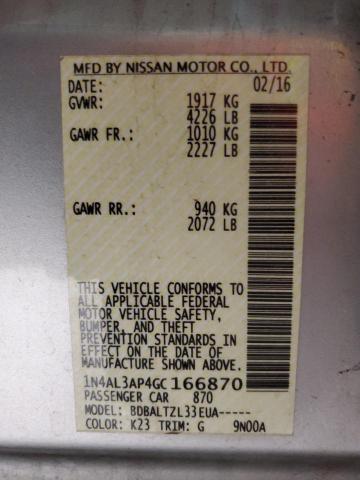 MFD BY NISSAN MOTOR CO., LTD.
DATE: 02/16
GVWR: 1917 KG
4226 LB
GAWR FR.: 1010 KG
2227 LB
GAWR RR.: 940 KG
2072 LB
THIS VEHICLE CONFORMS TO
ALL APPLICABLE FEDERAL
MOTOR VEHICLE SAFETY,
BUMPER, AND THEFT
PREVENTION STANDARDS IN
EFFECT ON THE DATE OF
MANUFACTURE SHOWN ABOVE.
1N4AL3AP4GC166870
PASSENGER CAR 870
MODEL: BDBALTZL33EUA-----
COLOR: K23 TRIM: G 9N00A